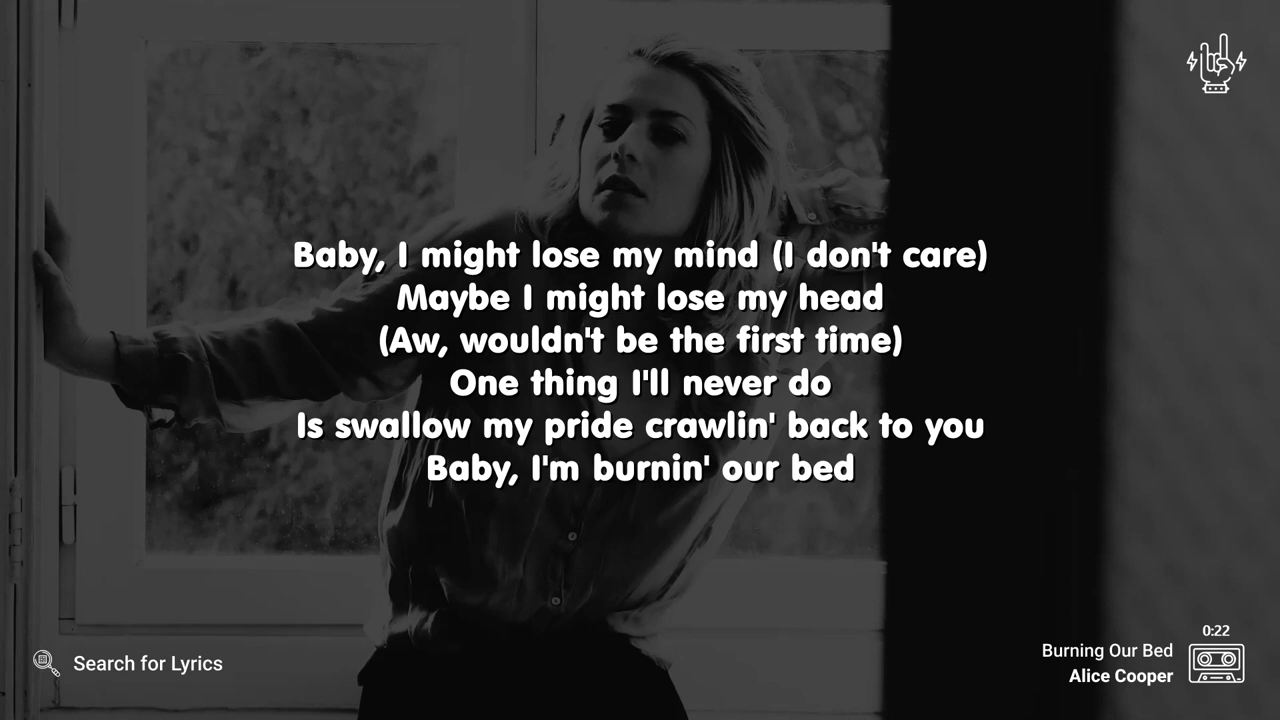 Baby, I might lose my mind (I don't care)
Maybe I might lose my head
(Aw, wouldn't be the first time)
One thing I'll never do
Is swallow my pride crawlin' back to you
Baby, I'm burnin' our bed
Search for Lyrics
0:22
Burning Our Bed
Alice Cooper